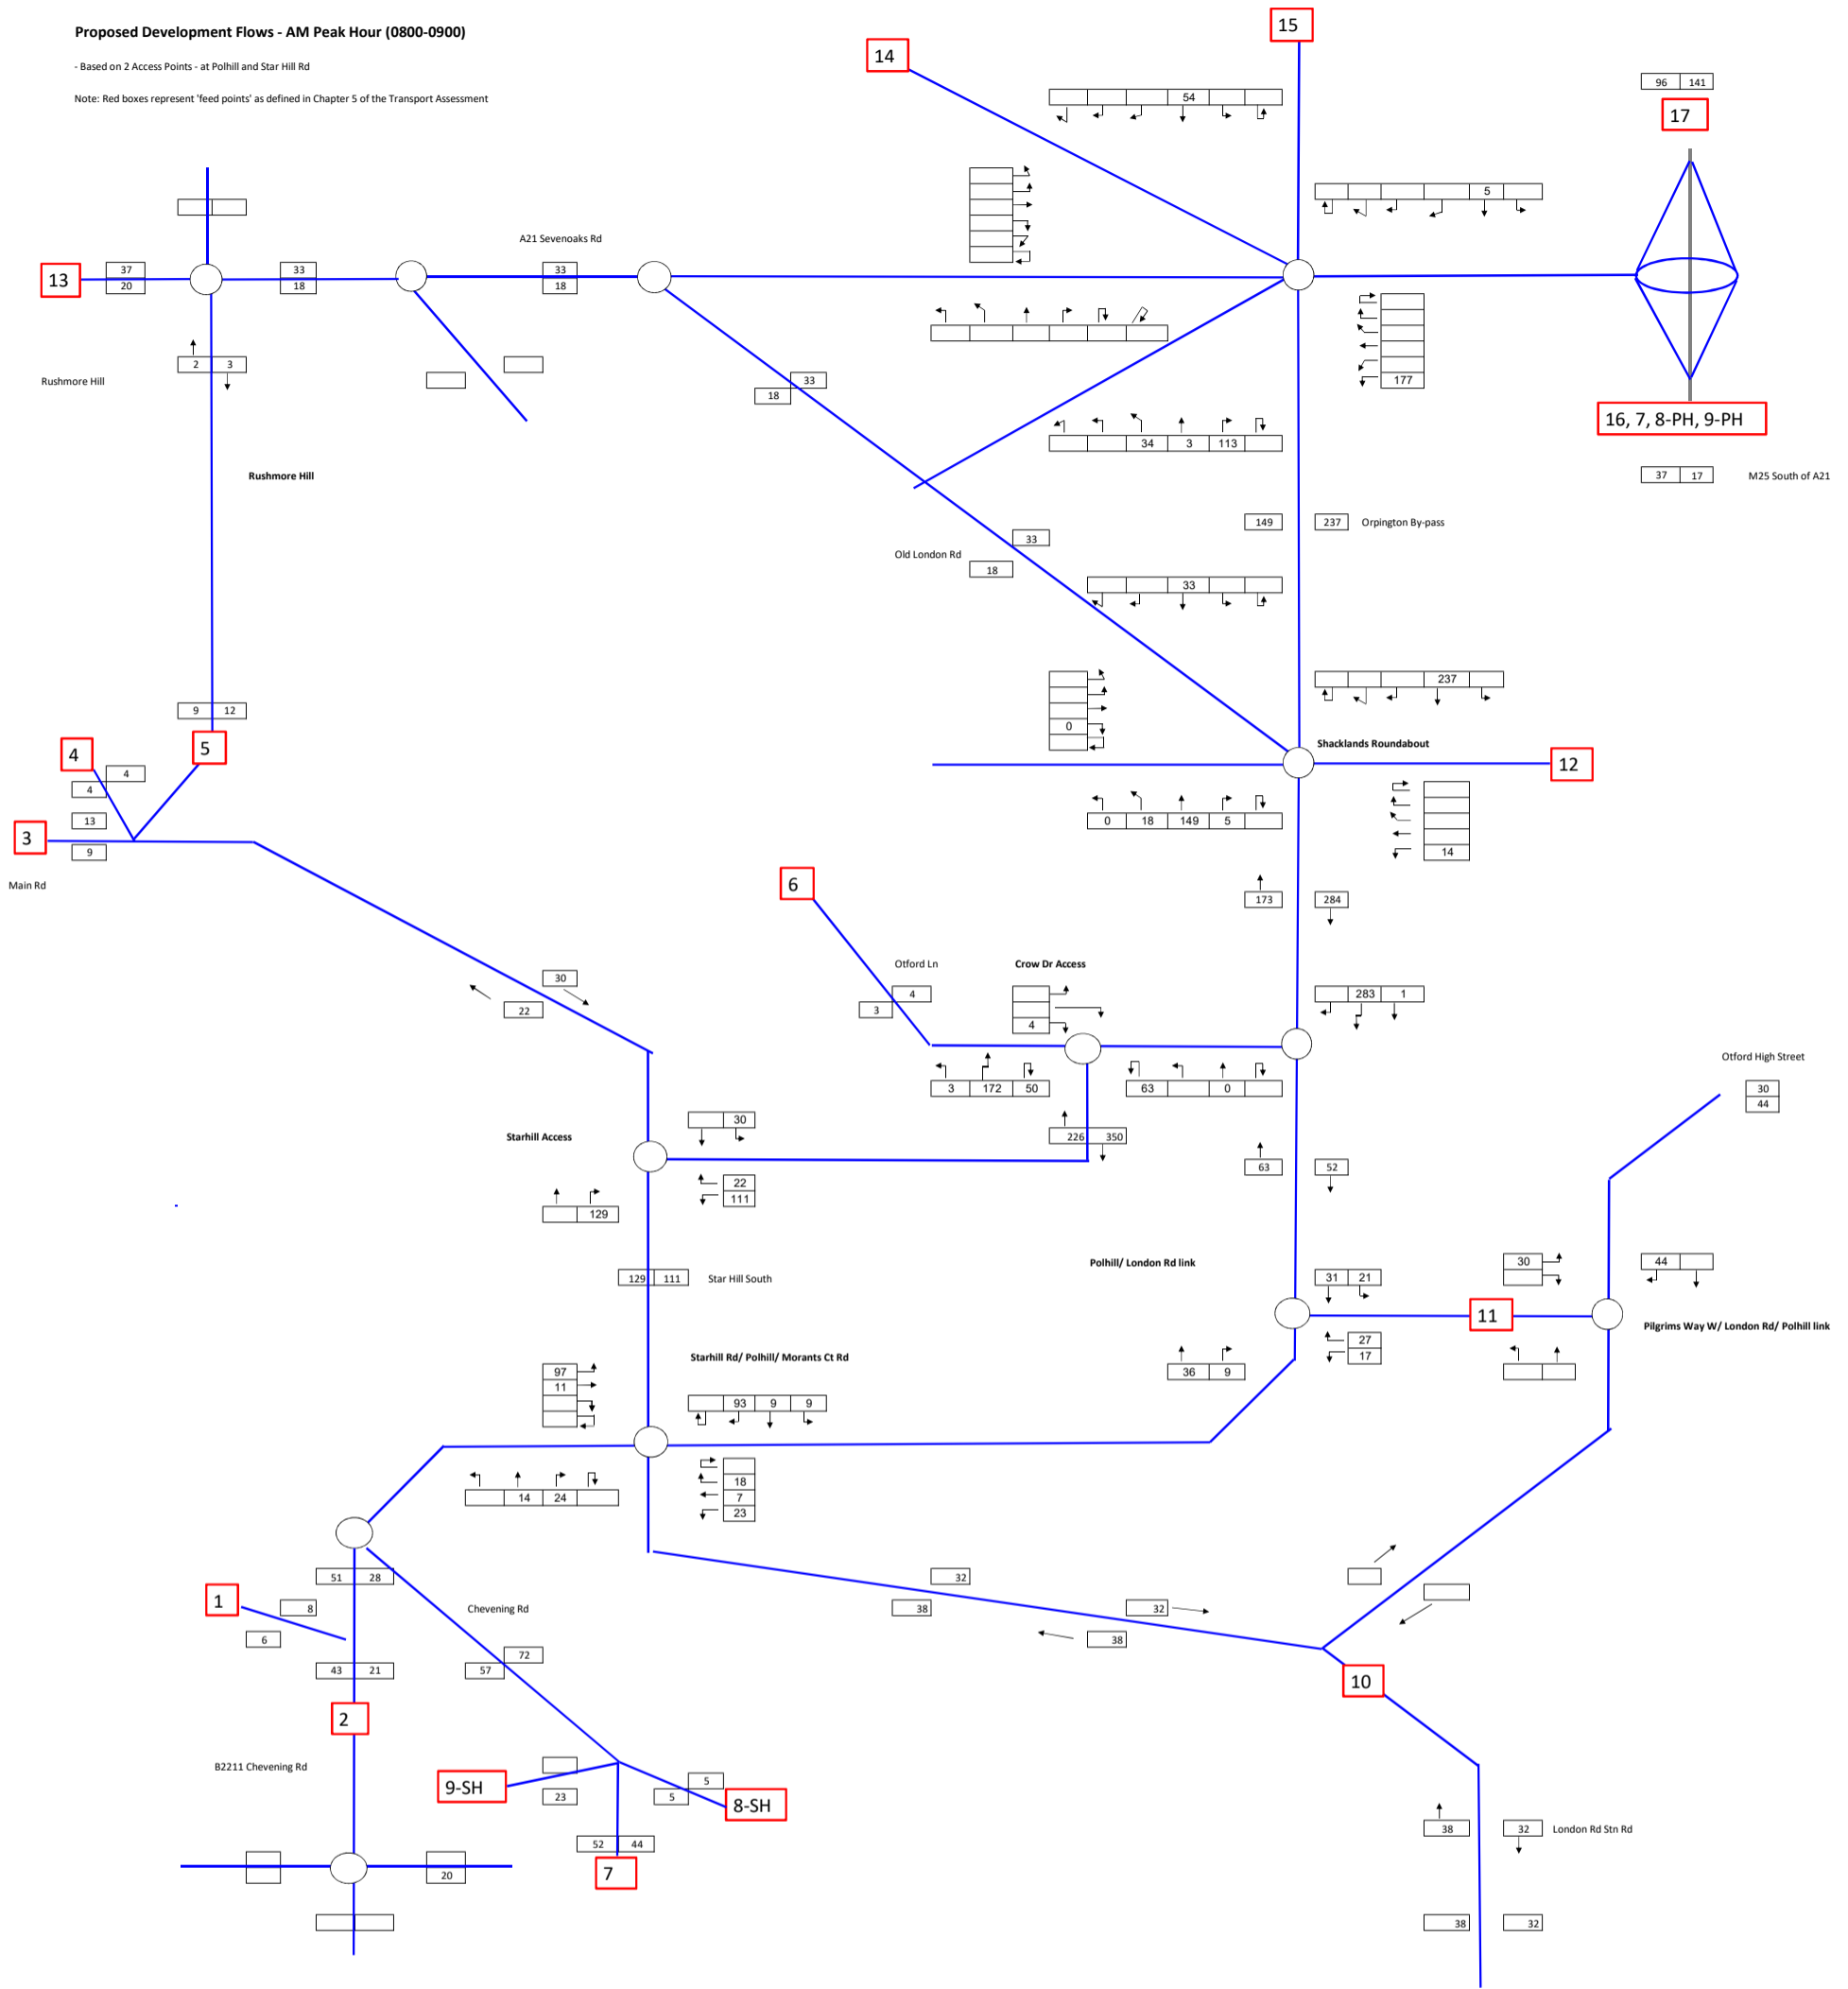 Proposed Development Flows - AM Peak Hour (0800-0900)
- Based on 2 Access Points - at Polhill and Star Hill Rd
Note: Red boxes represent 'feed points' as defined in Chapter 5 of the Transport Assessment
15
14
54
96 141
17
5
A21 Sevenoaks Rd
13
37
20
33
18
33
18
2 3
Rushmore Hill
33
18
177
16, 7, 8-PH, 9-PH
34 3 113
Rushmore Hill
37 17
M25 South of A21
149 237
Orpington By-pass
33
Old London Rd
18
33
237
9 12
0
Shacklands Roundabout
4
5
12
4
4
13
3
9
0 18 149 5
14
Main Rd
6
173 284
Otford Ln
Crow Dr Access
30
22
4
3
4
283 1
3 172 50
63 0
Otford High Street
30
44
30
Starhill Access
226 350
63 52
22
111
129
Polhill/ London Rd link
129 111
Star Hill South
31 21
30
44
11
Pilgrims Way W/ London Rd/ Polhill link
27
17
36 9
Starhill Rd/ Polhill/ Morants Ct Rd
97
11
93 9 9
14 24
18
7
23
51 28
32
38
32
38
1
8
6
Chevening Rd
72
57
43 21
10
2
B2211 Chevening Rd
9-SH
23
5
5
8-SH
52 44
7
20
38 32
London Rd Stn Rd
38 32